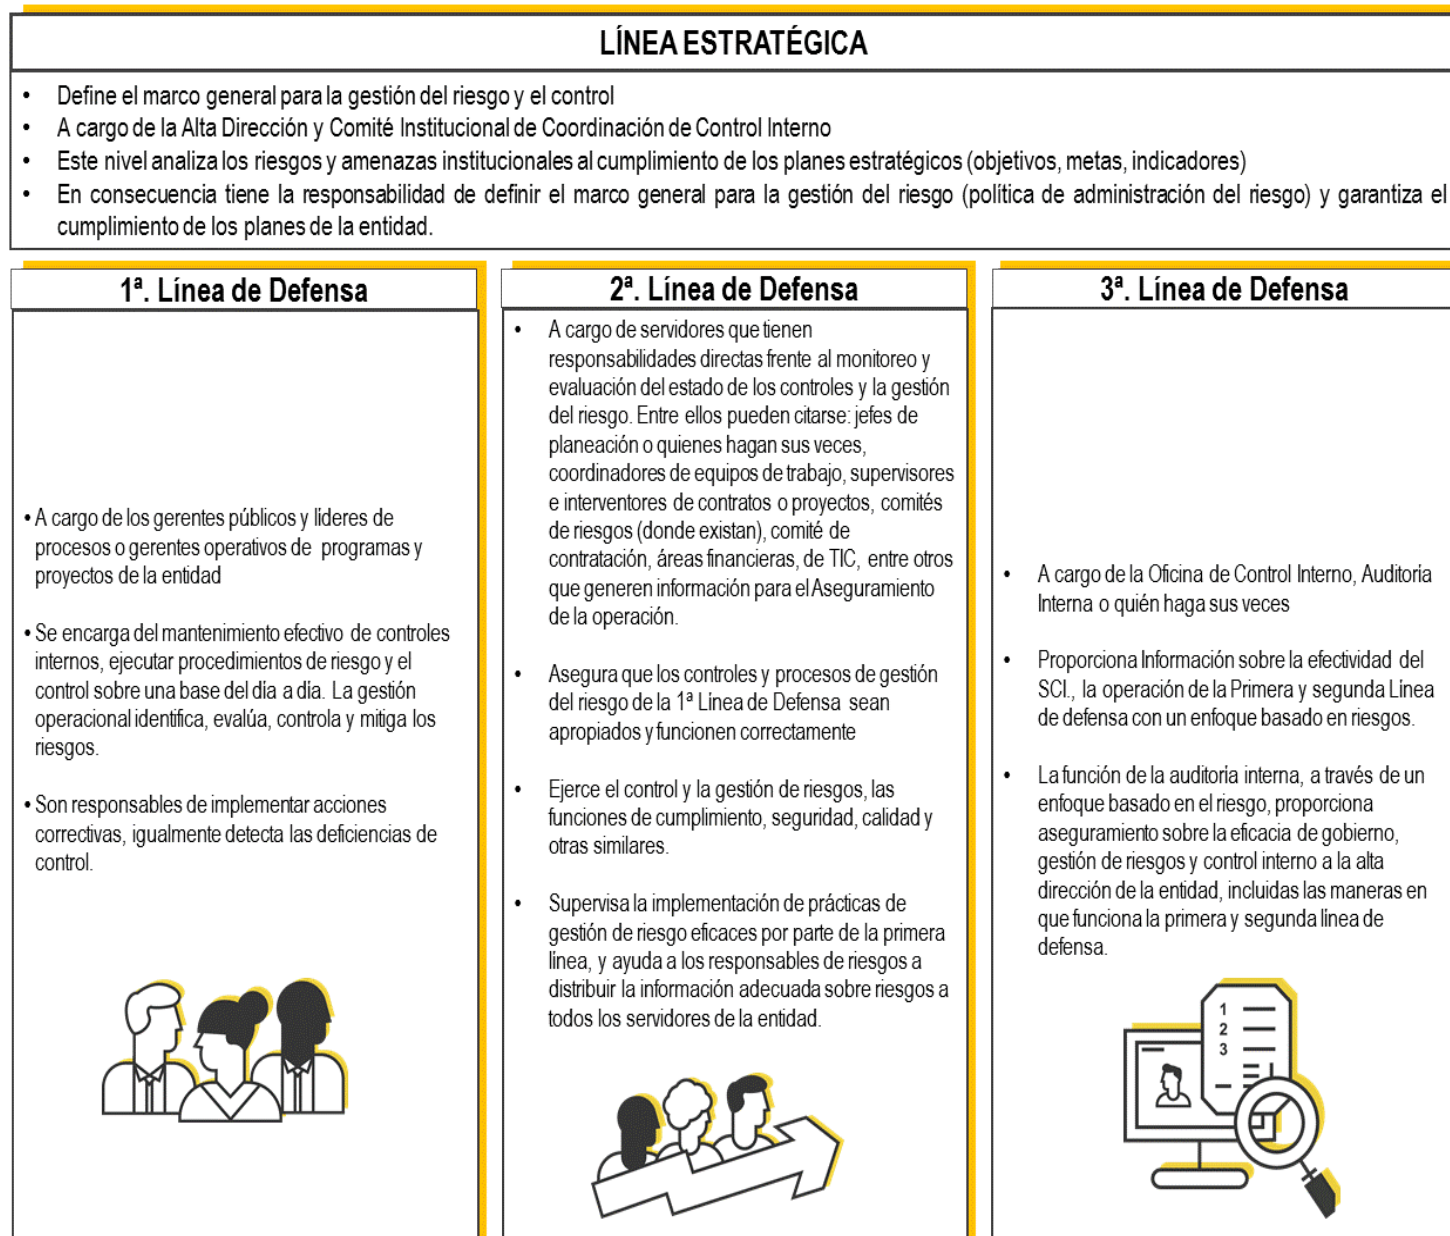 LÍNEA ESTRATÉGICA
• Define el marco general para la gestión del riesgo y el control
• A cargo de la Alta Dirección y Comité Institucional de Coordinación de Control Interno
• Este nivel analiza los riesgos y amenazas institucionales al cumplimiento de los planes estratégicos (objetivos, metas, indicadores)
• En consecuencia tiene la responsabilidad de definir el marco general para la gestión del riesgo (política de administración del riesgo) y garantiza el
cumplimiento de los planes de la entidad.
1ª. Línea de Defensa
• A cargo de los gerentes públicos y líderes de
procesos o gerentes operativos de programas y
proyectos de la entidad
• Se encarga del mantenimiento efectivo de controles
internos, ejecutar procedimientos de riesgo y el
control sobre una base del día a día. La gestión
operacional identifica, evalúa, controla y mitiga los
riesgos.
• Son responsables de implementar acciones
correctivas, igualmente detecta las deficiencias de
control.
2ª. Línea de Defensa
• A cargo de servidores que tienen
responsabilidades directas frente al monitoreo y
evaluación del estado de los controles y la gestión
del riesgo. Entre ellos pueden citarse: jefes de
planeación o quienes hagan sus veces,
coordinadores de equipos de trabajo, supervisores
e interventores de contratos o proyectos, comités
de riesgos (donde existan), comité de
contratación, áreas financieras, de TIC, entre otros
que generen información para el Aseguramiento
de la operación.
• Asegura que los controles y procesos de gestión
del riesgo de la 1ª Línea de Defensa sean
apropiados y funcionen correctamente
• Ejerce el control y la gestión de riesgos, las
funciones de cumplimiento, seguridad, calidad y
otras similares.
• Supervisa la implementación de prácticas de
gestión de riesgo eficaces por parte de la primera
línea, y ayuda a los responsables de riesgos a
distribuir la información adecuada sobre riesgos a
todos los servidores de la entidad.
3ª. Línea de Defensa
• A cargo de la Oficina de Control Interno, Auditoría
Interna o quién haga sus veces
• Proporciona Información sobre la efectividad del
SCI., la operación de la Primera y segunda Línea
de defensa con un enfoque basado en riesgos.
• La función de la auditoría interna, a través de un
enfoque basado en el riesgo, proporciona
aseguramiento sobre la eficacia de gobierno,
gestión de riesgos y control interno a la alta
dirección de la entidad, incluidas las maneras en
que funciona la primera y segunda línea de
defensa.
1
2
3